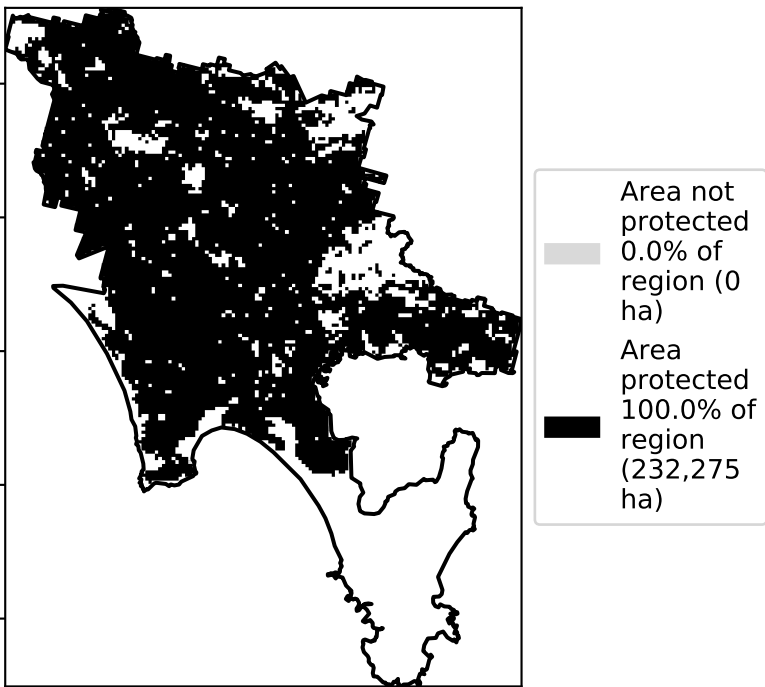 Area not
protected
0.0% of
region (0
ha)
Area
protected
100.0% of
region
(232,275
ha)